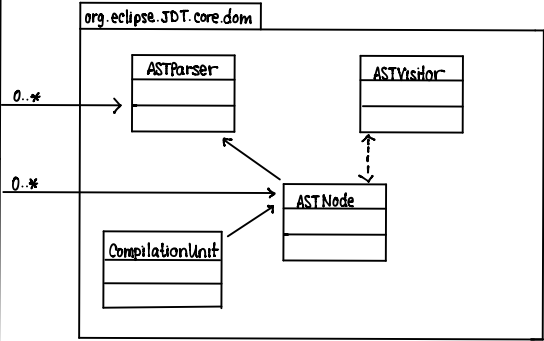 org.eclipse.JDT.core.dom
ASTParser
ASTVisitor
0..*
0..*
ASTNode
CompilationUnit